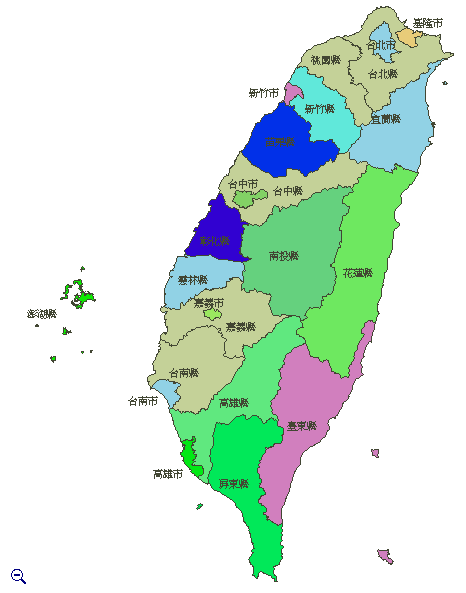 基隆市
台北市
桃園縣
台北縣
新竹市
新竹縣
宜蘭縣
苗栗縣
台中市
台中縣
彰化縣
南投縣
花蓮縣
雲林縣
嘉義市
澎湖縣
嘉義縣
台南縣
台南市
高雄縣
臺東縣
高雄市
屏東縣